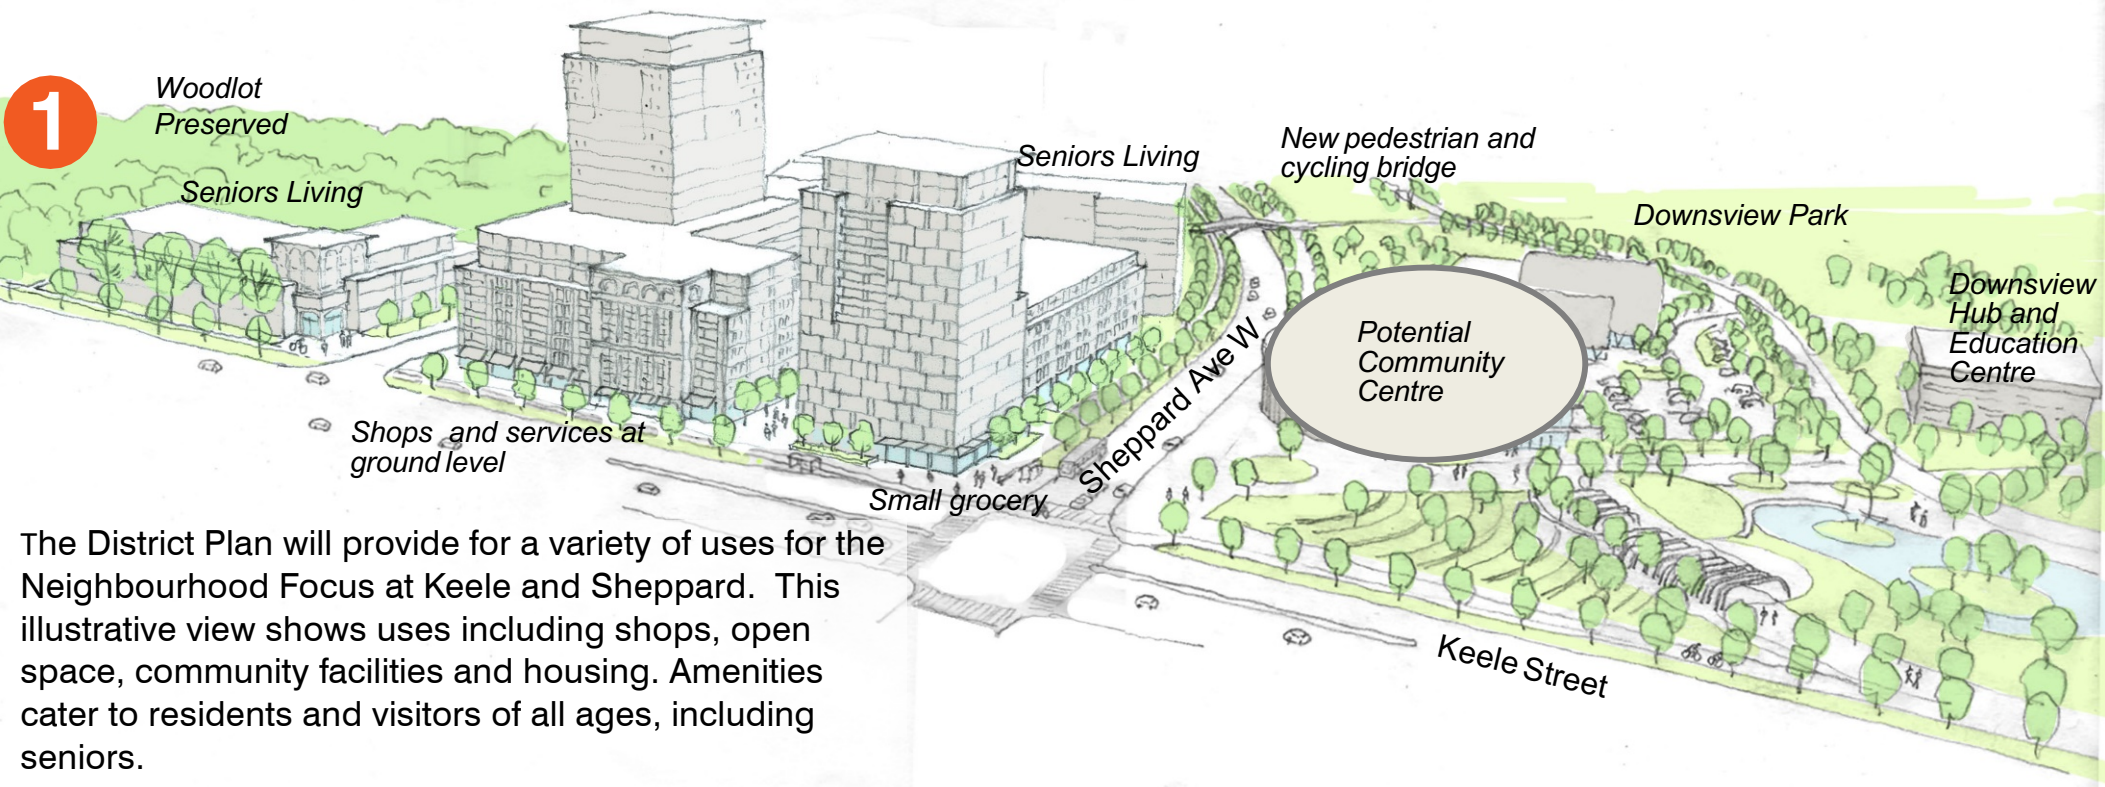 1
Woodlot
Preserved
Seniors Living
Seniors Living
New pedestrian and
cycling bridge
Downsview Park
Downsview
Hub and
Education
Centre
Potential
Community
Centre
Sheppard Ave W
Shops and services at
ground level
Small grocery
Keele Street
The District Plan will provide for a variety of uses for the
Neighbourhood Focus at Keele and Sheppard. This
illustrative view shows uses including shops, open
space, community facilities and housing. Amenities
cater to residents and visitors of all ages, including
seniors.